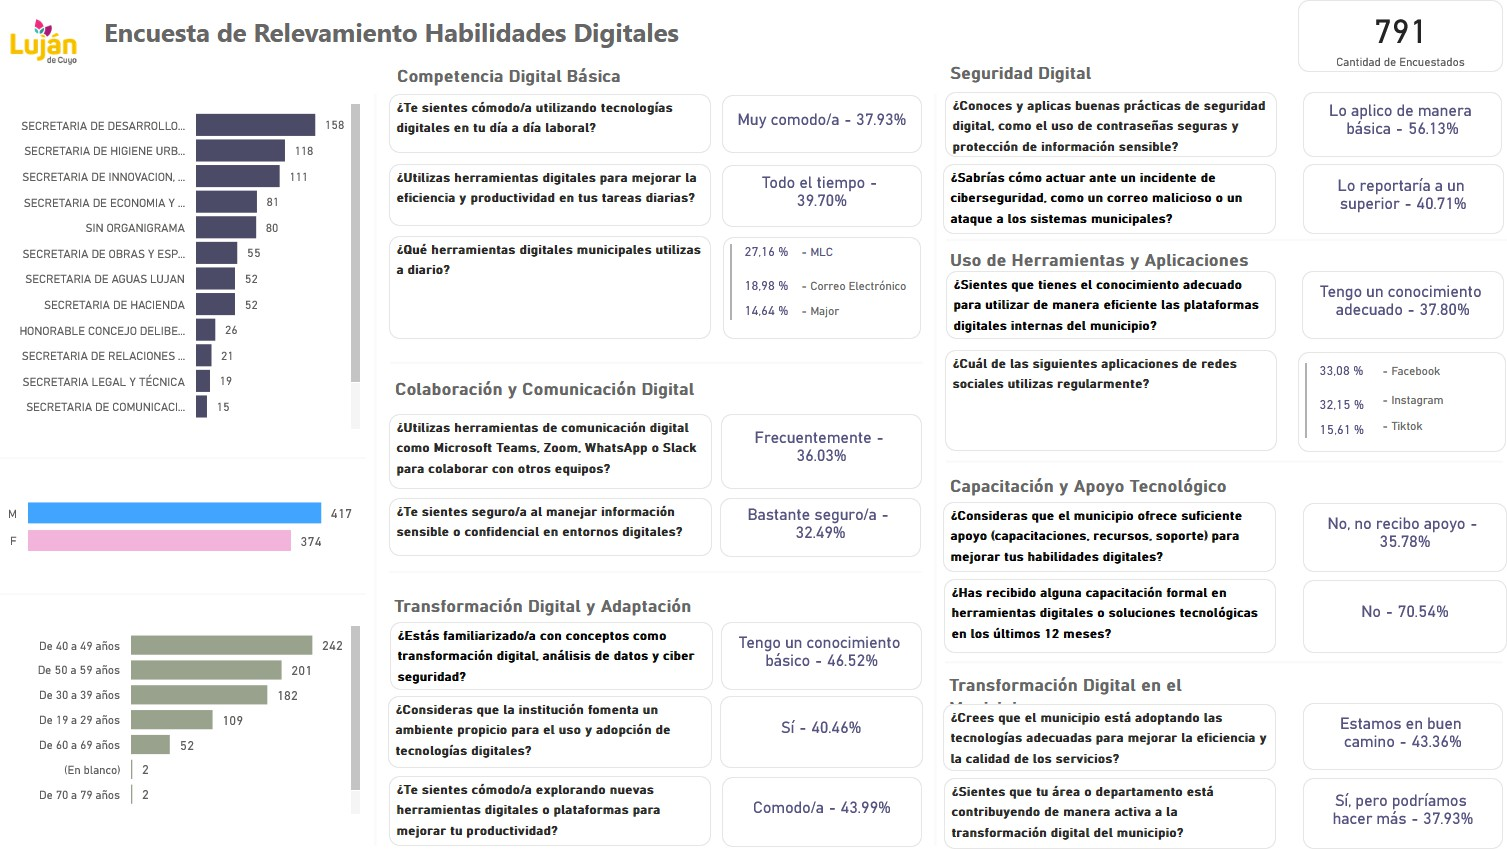 Luján
de Cuyo
Encuesta de Relevamiento Habilidades Digitales
791
Cantidad de Encuestados
SECRETARIA DE DESARROLLO... 158
SECRETARIA DE HIGIENE URB... 118
SECRETARIA DE INNOVACION, ... 111
SECRETARIA DE ECONOMIA Y ... 81
SIN ORGANIGRAMA 80
SECRETARIA DE OBRAS Y ESP... 55
SECRETARIA DE AGUAS LUJAN 52
SECRETARIA DE HACIENDA 52
HONORABLE CONCEJO DELIBE... 26
SECRETARIA DE RELACIONES ... 21
SECRETARIA LEGAL Y TÉCNICA 19
SECRETARIA DE COMUNICACI... 15
M 417
F 374
De 40 a 49 años 242
De 50 a 59 años 201
De 30 a 39 años 182
De 19 a 29 años 109
De 60 a 69 años 52
(En blanco) 2
De 70 a 79 años 2
Competencia Digital Básica
¿Te sientes cómodo/a utilizando tecnologías
digitales en tu día a día laboral?
Muy comodo/a - 37.93%
¿Utilizas herramientas digitales para mejorar la
eficiencia y productividad en tus tareas diarias?
Todo el tiempo -
39.70%
¿Qué herramientas digitales municipales utilizas
a diario?
27,16 % - MLC
18,98 % - Correo Electrónico
14,64 % - Major
Colaboración y Comunicación Digital
¿Utilizas herramientas de comunicación digital
como Microsoft Teams, Zoom, WhatsApp o Slack
para colaborar con otros equipos?
Frecuentemente -
36.03%
¿Te sientes seguro/a al manejar información
sensible o confidencial en entornos digitales?
Bastante seguro/a -
32.49%
Transformación Digital y Adaptación
¿Estás familiarizado/a con conceptos como
transformación digital, análisis de datos y ciber
seguridad?
Tengo un conocimiento
básico - 46.52%
¿Consideras que la institución fomenta un
ambiente propicio para el uso y adopción de
tecnologías digitales?
Sí - 40.46%
¿Te sientes cómodo/a explorando nuevas
herramientas digitales o plataformas para
mejorar tu productividad?
Comodo/a - 43.99%
Seguridad Digital
¿Conoces y aplicas buenas prácticas de seguridad
digital, como el uso de contraseñas seguras y
protección de información sensible?
Lo aplico de manera
básica - 56.13%
¿Sabrías cómo actuar ante un incidente de
ciberseguridad, como un correo malicioso o un
ataque a los sistemas municipales?
Lo reportaría a un
superior - 40.71%
Uso de Herramientas y Aplicaciones
¿Sientes que tienes el conocimiento adecuado
para utilizar de manera eficiente las plataformas
digitales internas del municipio?
Tengo un conocimiento
adecuado - 37.80%
¿Cuál de las siguientes aplicaciones de redes
sociales utilizas regularmente?
33,08 % - Facebook
32,15 % - Instagram
15,61 % - Tiktok
Capacitación y Apoyo Tecnológico
¿Consideras que el municipio ofrece suficiente
apoyo (capacitaciones, recursos, soporte) para
mejorar tus habilidades digitales?
No, no recibo apoyo -
35.78%
¿Has recibido alguna capacitación formal en
herramientas digitales o soluciones tecnológicas
en los últimos 12 meses?
No - 70.54%
Transformación Digital en el
¿Crees que el municipio está adoptando las
tecnologías adecuadas para mejorar la eficiencia y
la calidad de los servicios?
Estamos en buen
camino - 43.36%
¿Sientes que tu área o departamento está
contribuyendo de manera activa a la
transformación digital del municipio?
Sí, pero podríamos
hacer más - 37.93%